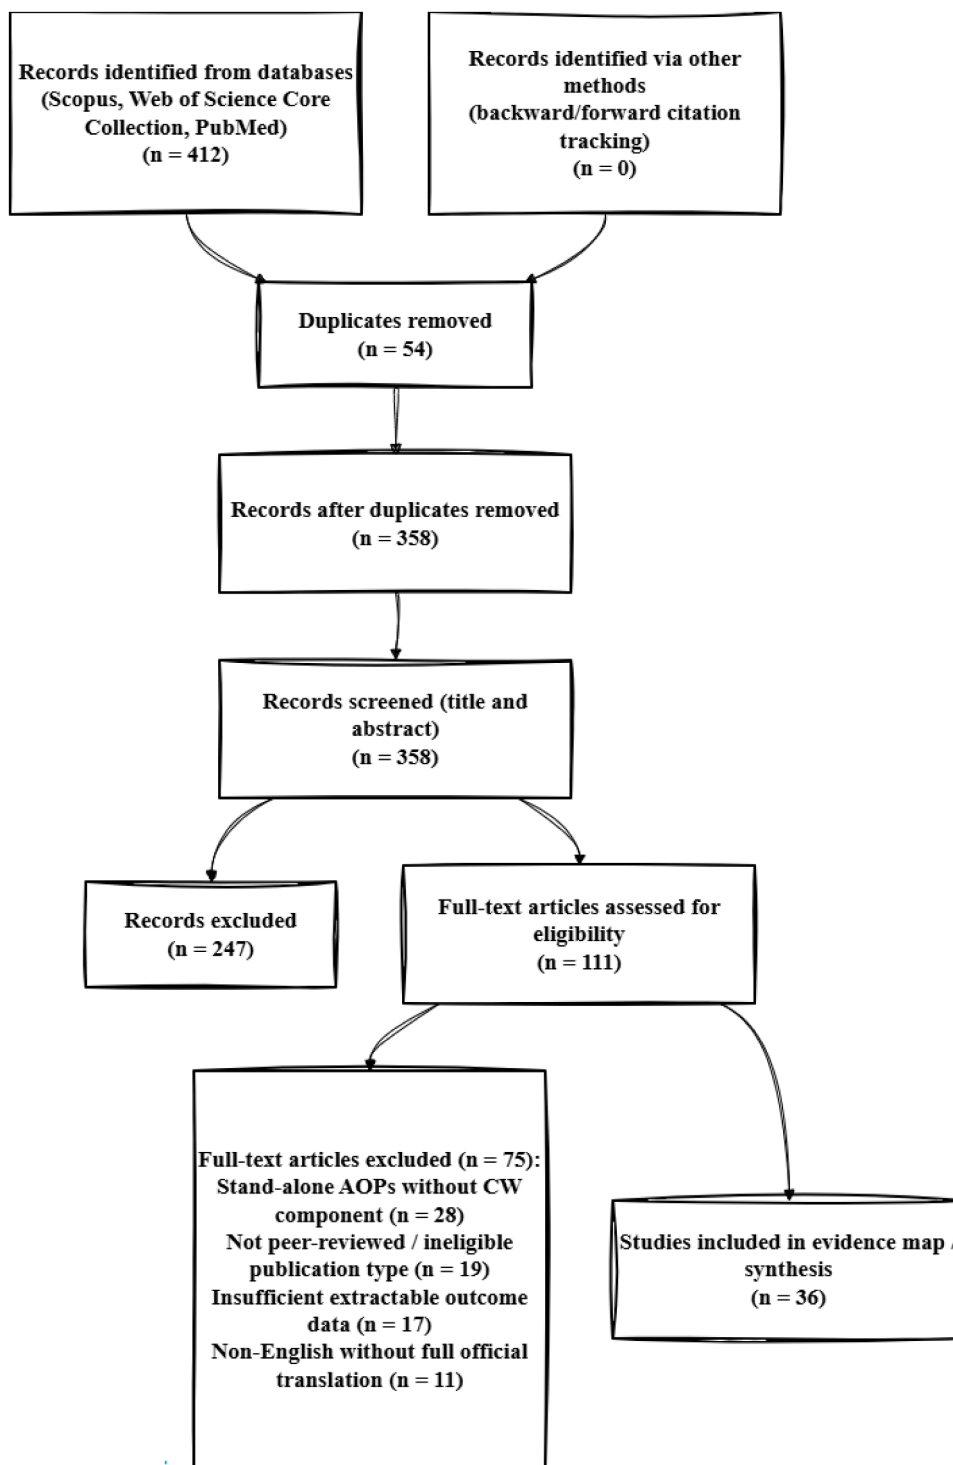 Records identified from databases
(Scopus, Web of Science Core
Collection, PubMed)
(n = 412)
Records identified via other
methods
(backward/forward citation
tracking)
(n = 0)
Duplicates removed
(n = 54)
Records after duplicates removed
(n = 358)
Records screened (title and
abstract)
(n = 358)
Records excluded
(n = 247)
Full-text articles assessed for
eligibility
(n = 111)
Full-text articles excluded (n = 75):
Stand-alone AOPs without CW
component (n = 28)
Not peer-reviewed / ineligible
publication type (n = 19)
Insufficient extractable outcome
data (n = 17)
Non-English without full official
translation (n = 11)
Studies included in evidence map /
synthesis
(n = 36)